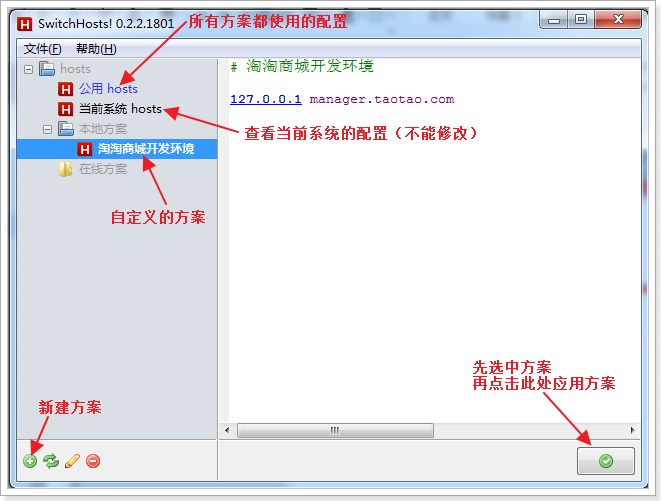 SwitchHosts! 0.2.2.1801
所有方案都使用的配置
文件(F) 帮助(H)
hosts
公用 hosts
当前系统 hosts
本地方案
淘淘商城开发环境
在线方案
# 淘淘商城开发环境
127.0.0.1 manager.taotao.com
查看当前系统的配置（不能修改）
自定义的方案
先选中方案
再点击此处应用方案
新建方案